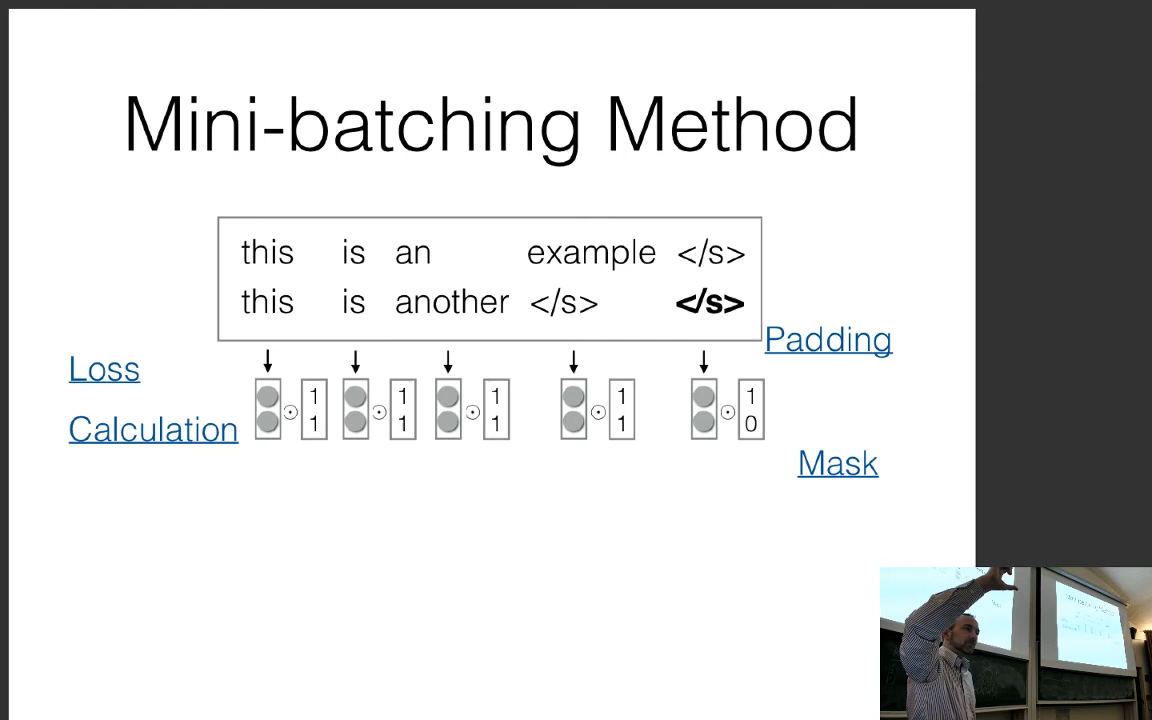 Mini-batching Method
this is an example </s>
this is another </s> </s>
Padding
Loss
Calculation
1 1 1 1 1
1 1 1 1 0
Mask